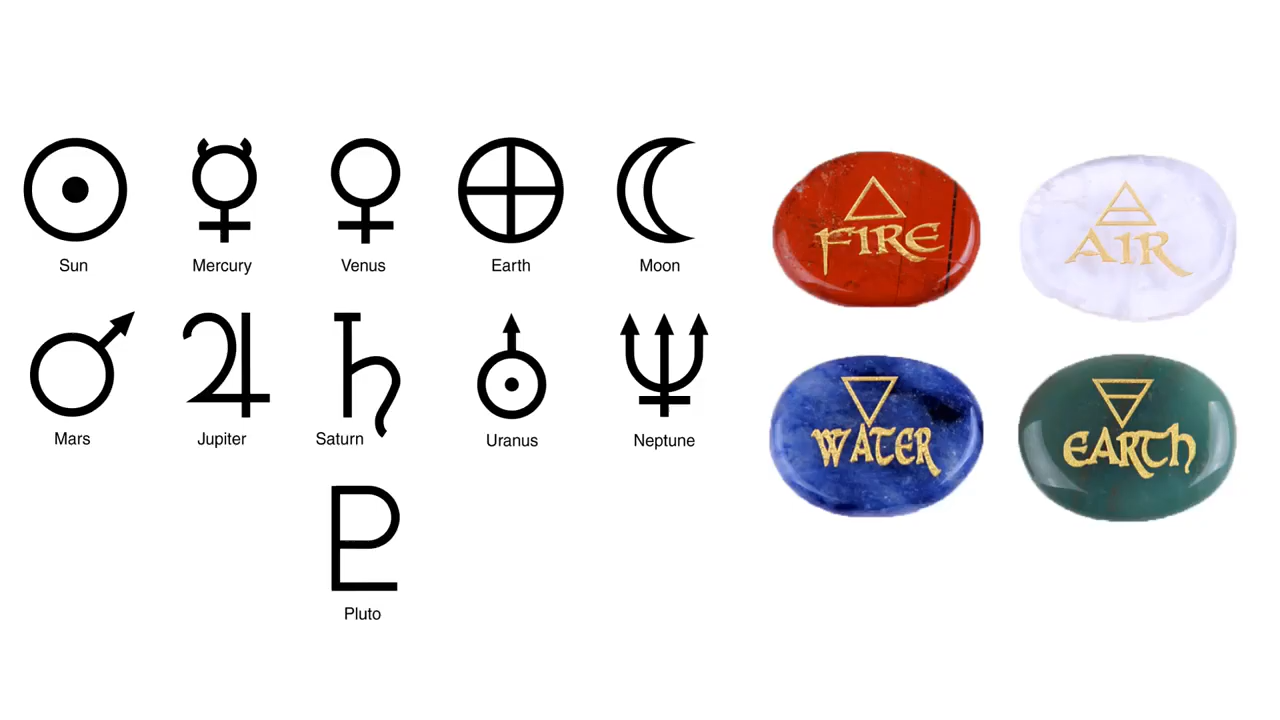 Sun
Mercury
Venus
Earth
Moon
Mars
Jupiter
Saturn
Uranus
Neptune
Pluto
FIRE
AIR
WATER
EARTh